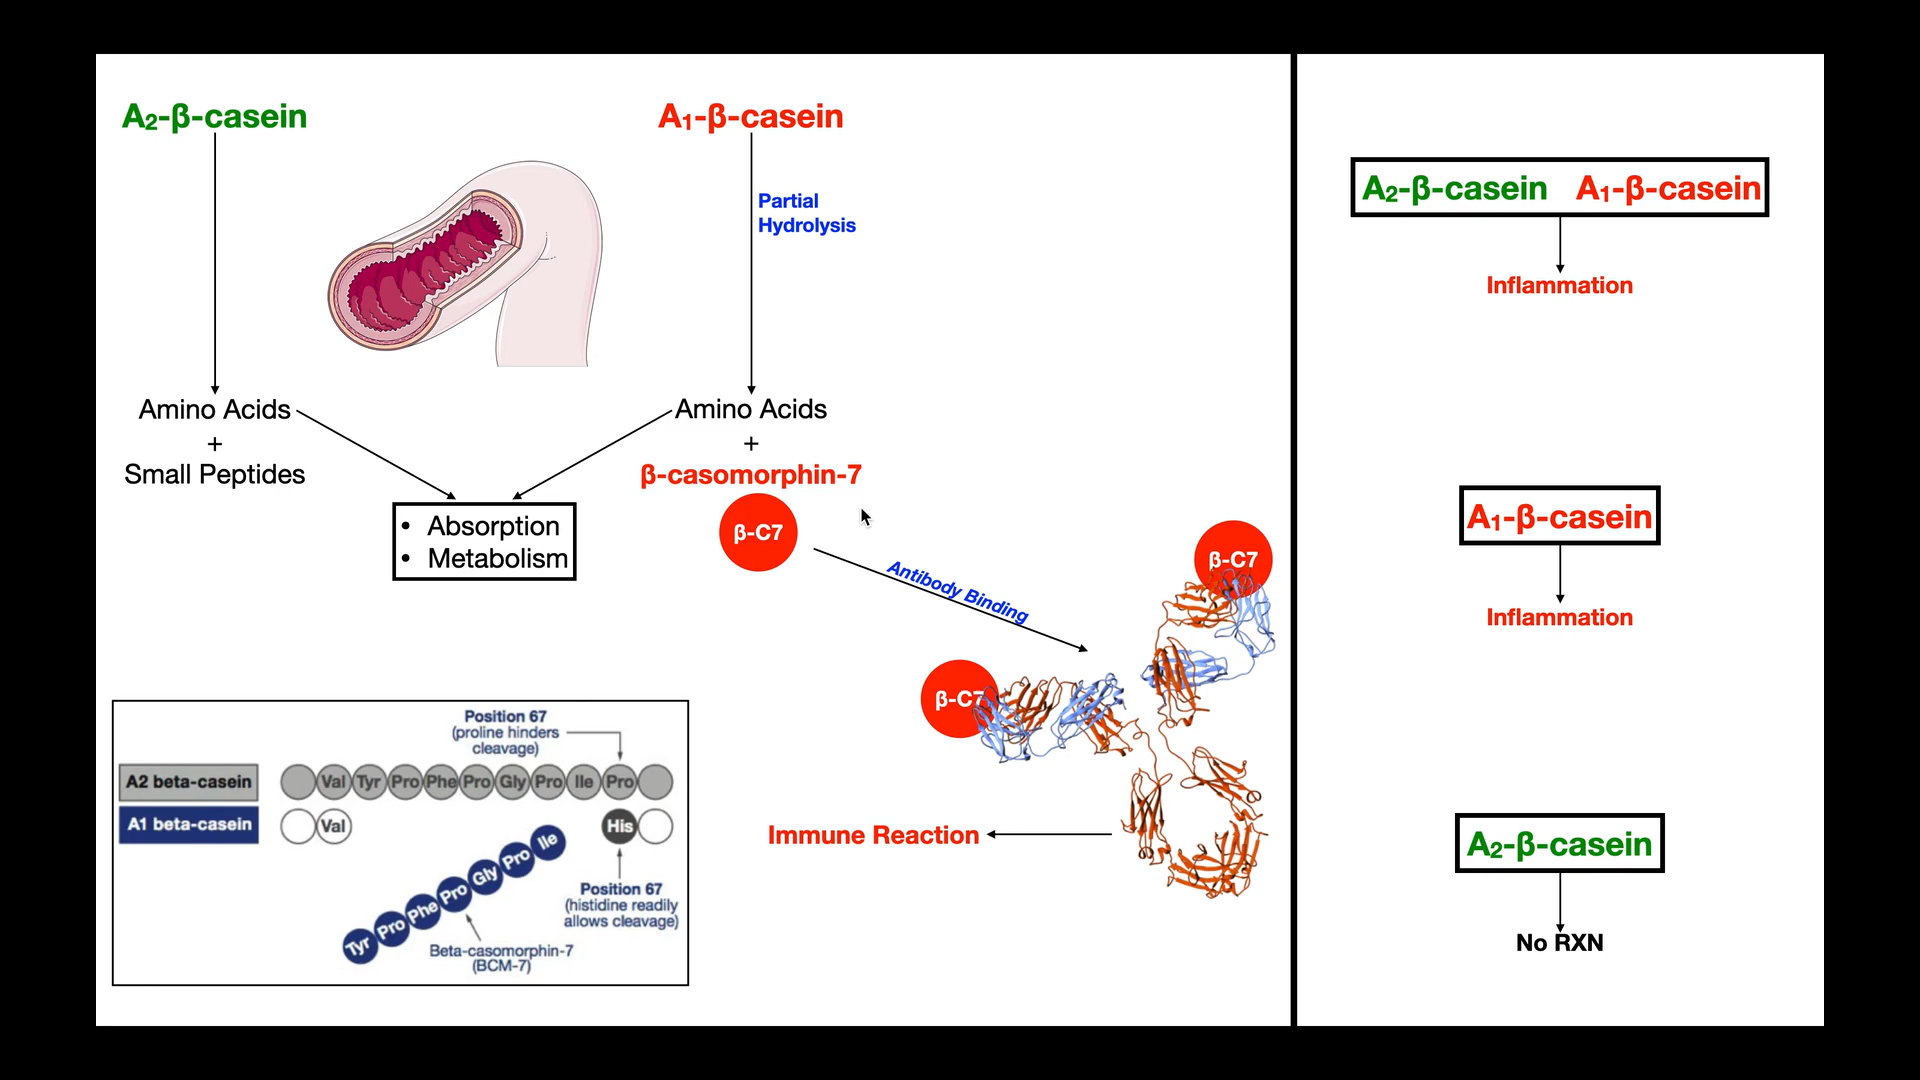 A₂-β-casein
A₁-β-casein
Partial
Hydrolysis
Amino Acids
+
Small Peptides
Amino Acids
+
β-casomorphin-7
β-C7
• Absorption
• Metabolism
Antibody Binding
β-C7
β-C7
Immune Reaction
Position 67
(proline hinders
cleavage)
A2 beta-casein
Val Tyr Pro Phe Pro Gly Pro Ile Pro
A1 beta-casein
Val
His
Tyr Pro Phe Pro Gly Pro Ile
Position 67
(histidine readily
allows cleavage)
Beta-casomorphin-7
(BCM-7)
A₂-β-casein A₁-β-casein
Inflammation
A₁-β-casein
Inflammation
A₂-β-casein
No RXN